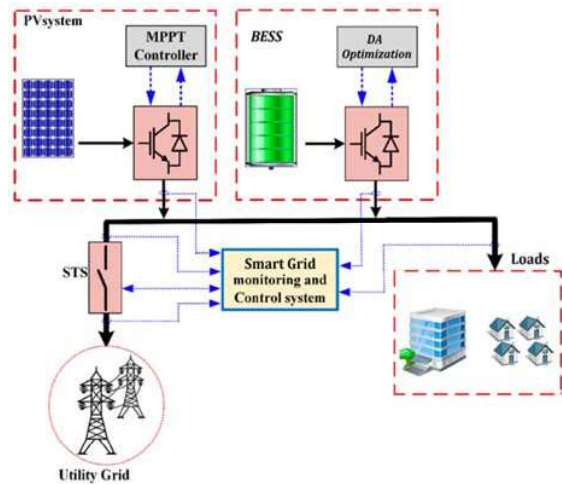 PVsystem
MPPT
Controller
BESS
DA
Optimization
STS
Smart Grid
monitoring and
Control system
Loads
Utility Grid